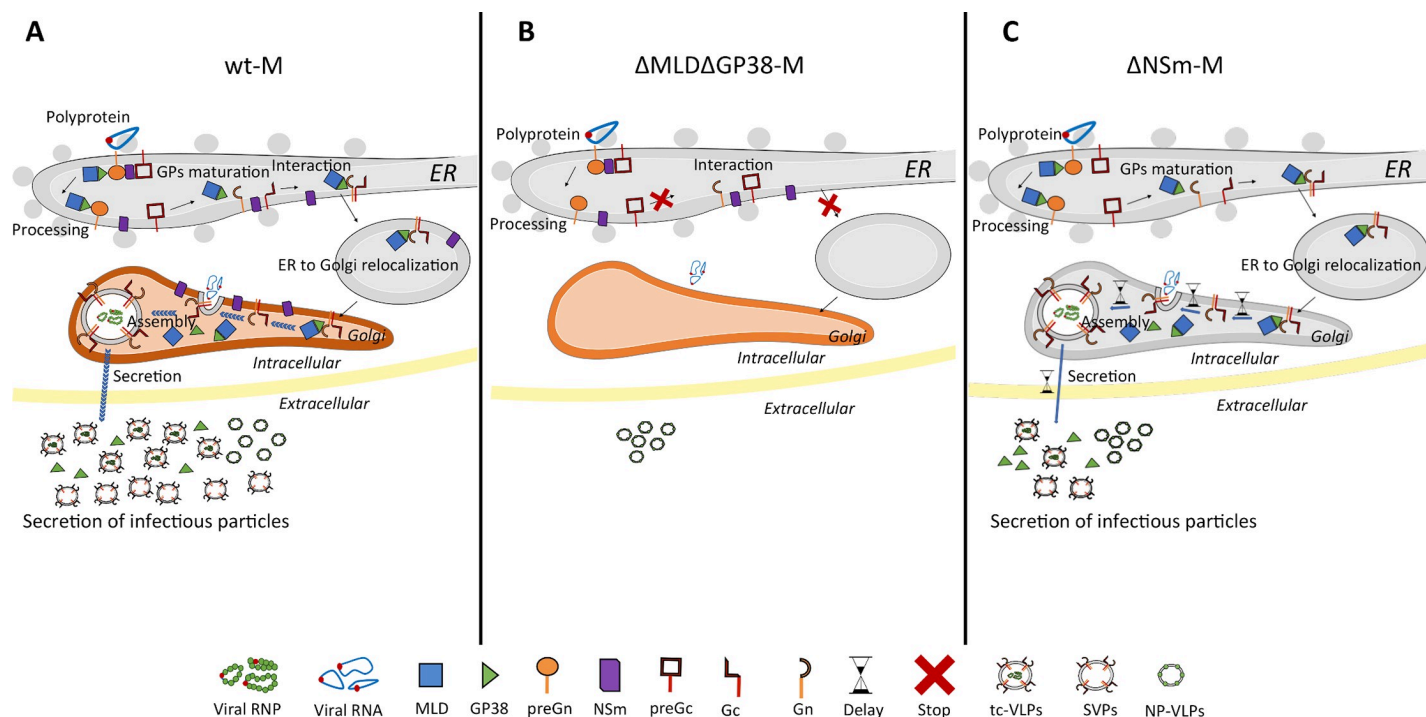 A
wt-M
Polyprotein
GPs maturation
Interaction
ER
Processing
ER to Golgi relocalization
Assembly
Golgi
Intracellular
Secretion
Extracellular
Secretion of infectious particles
B
ΔMLDΔGP38-M
Polyprotein
Interaction
ER
Processing
Golgi
Intracellular
Extracellular
C
ΔNSm-M
Polyprotein
GPs maturation
ER
Processing
ER to Golgi relocalization
Assembly
Golgi
Intracellular
Secretion
Extracellular
Secretion of infectious particles
Viral RNP
Viral RNA
MLD
GP38
preGn
NSm
preGc
Gc
Gn
Delay
Stop
tc-VLPs
SVPs
NP-VLPs